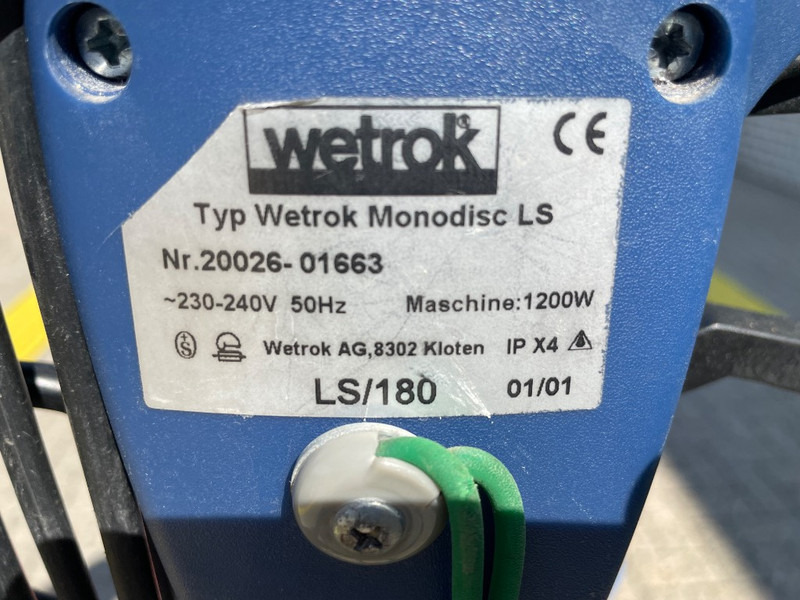 wetrok®
CE
Typ Wetrok Monodisc LS
Nr.20026-01663
~230-240V 50Hz Maschine:1200W
+S Wetrok AG,8302 Kloten IP X4
LS/180 01/01